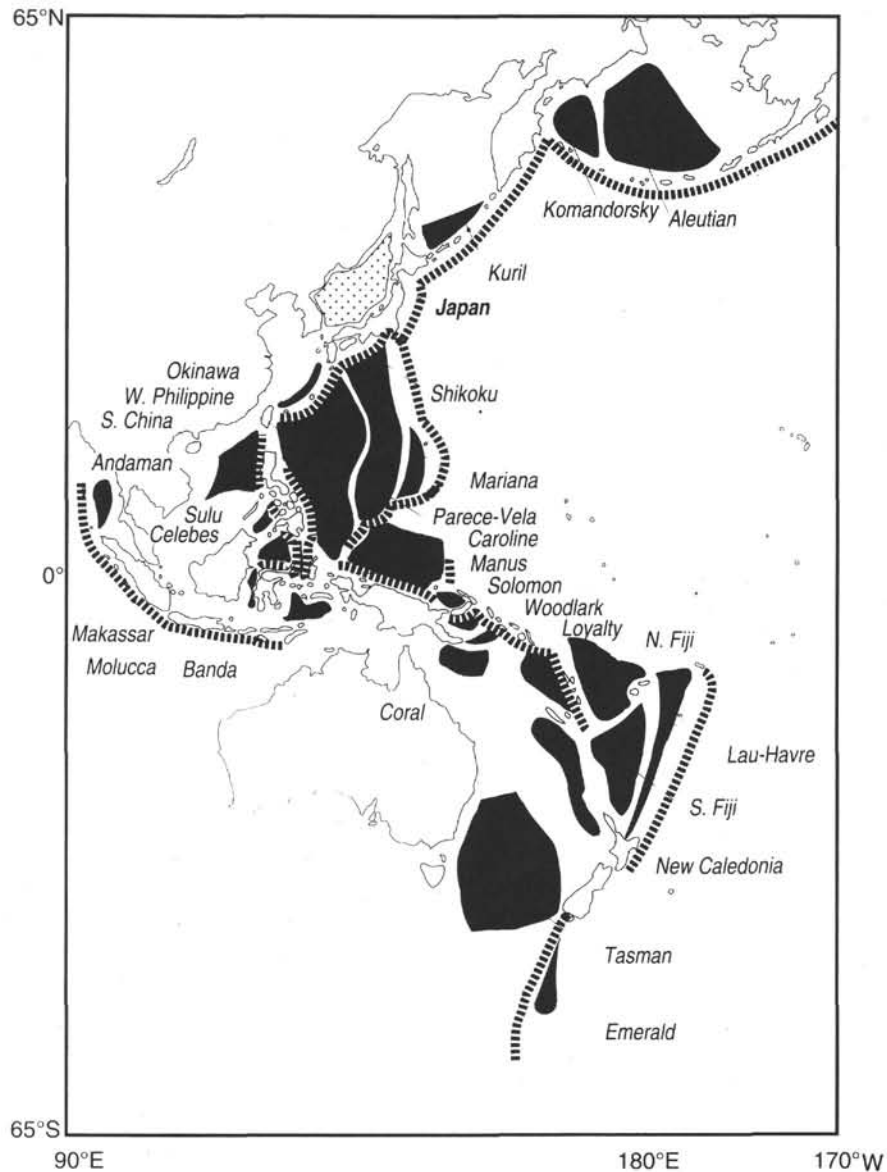 65°N
Komandorsky
Aleutian
Kuril
Japan
Okinawa
W. Philippine
Shikoku
S. China
Andaman
Mariana
Sulu
Parece-Vela
Celebes
Caroline
0°
Manus
Solomon
Woodlark
Makassar
Loyalty
N. Fiji
Molucca
Banda
Coral
Lau-Havre
S. Fiji
New Caledonia
Tasman
Emerald
65°S
90°E
180°E
170°W